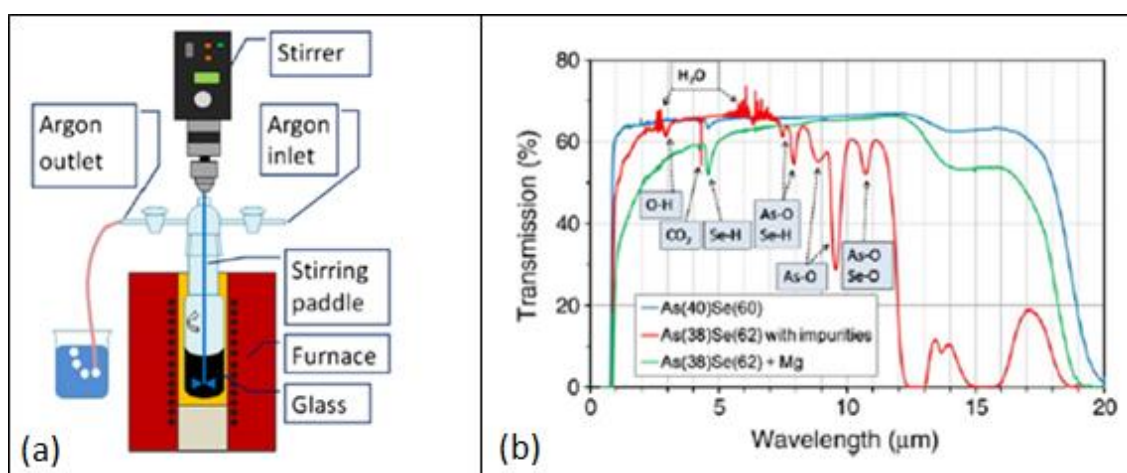 Stirrer
Argon
outlet
Argon
inlet
Stirring
paddle
Furnace
Glass
(a)
Transmission (%)
80
60
40
20
0
H₂O
O-H
CO₂
Se-H
As-O
Se-H
As-O
As-O
Se-O
As(40)Se(60)
As(38)Se(62) with impurities
As(38)Se(62) + Mg
0 5 10 15 20
Wavelength (μm)
(b)